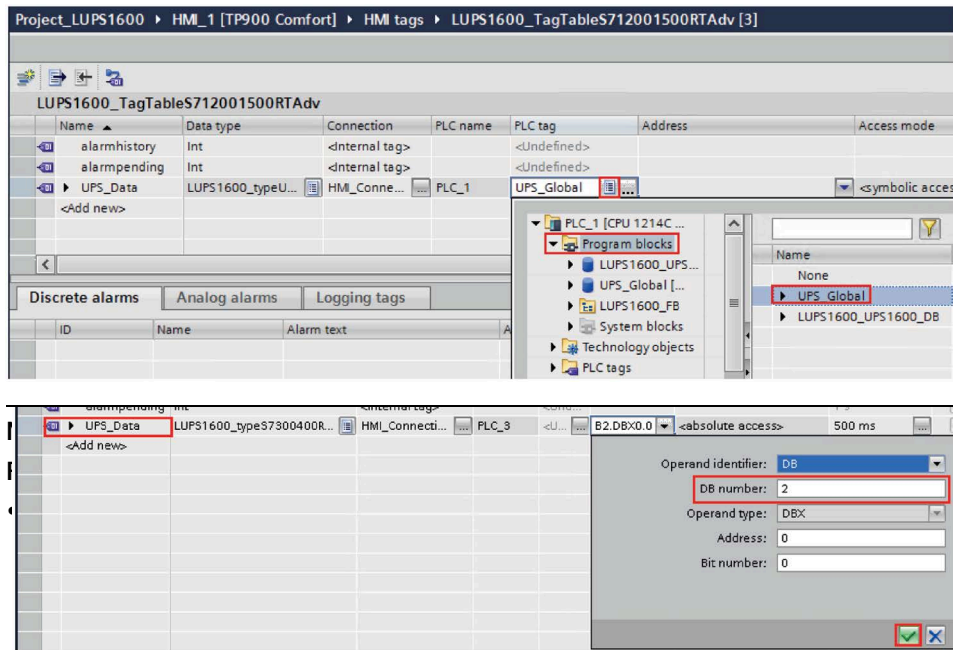 Project_LUPS1600 ▸ HMI_1 [TP900 Comfort] ▸ HMI tags ▸ LUPS1600_TagTableS712001500RTAdv [3]
LUPS1600_TagTableS712001500RTAdv
Name Data type Connection PLC name PLC tag Address Access mode
alarmhistory Int <Internal tag> <Undefined>
alarmpending Int <Internal tag> <Undefined>
UPS_Data LUPS1600_typeU... HMI_Conne... PLC_1 UPS_Global <symbolic acces
<Add new>
PLC_1 [CPU 1214C ...
Program blocks
LUPS1600_UPS...
UPS_Global [...
LUPS1600_FB
System blocks
Technology objects
PLC tags
Name
None
UPS_Global
LUPS1600_UPS1600_DB
Discrete alarms Analog alarms Logging tags
ID Name Alarm text A
UPS_Data LUPS1600_typeS7300400R... HMI_Connecti... PLC_3 <U... B2.DBX0.0 <absolute access> 500 ms
<Add new>
Operand identifier: DB
DB number: 2
Operand type: DBX
Address: 0
Bit number: 0